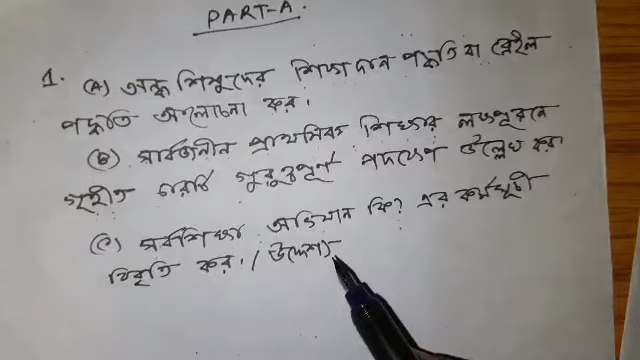 PART-A.
1. (A) অন্ধ শিশুদের শিক্ষা দান পদ্ধতি বা ব্রেইল
পদ্ধতি আলোচনা কর।
(B) সার্বজনীন প্রাথমিক শিক্ষার লক্ষ্যপূরনে
গৃহীত চারটি গুরুত্বপূর্ণ পদক্ষেপ উল্লেখ কর।
(C) সর্বশিক্ষা অভিযান কি? এর কর্মসূচী
বিবৃতি কর। / উদ্দেশ্য